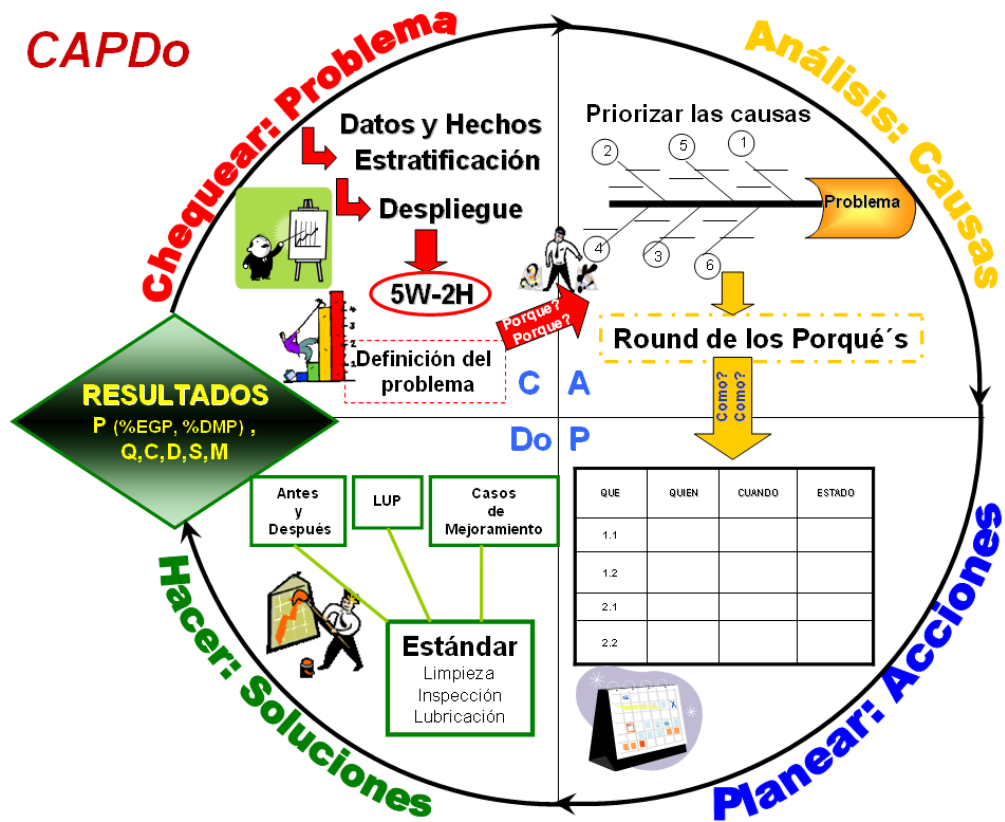 CAPDo
Chequear: Problema
Datos y Hechos
Estratificación
Despliegue
5W-2H
Definición del
problema
Porque?
Porque?
C
Análisis: Causas
Priorizar las causas
2
5
1
4
3
6
Problema
Round de los Porqué´s
Como?
Como?
A
RESULTADOS
P (%EGP, %DMP) ,
Q,C,D,S,M
Do
P
QUE QUIEN CUANDO ESTADO
1.1
1.2
2.1
2.2
Planear: Acciones
Antes
y
Después
LUP
Casos
de
Mejoramiento
Estándar
Limpieza
Inspección
Lubricación
Hacer: Soluciones